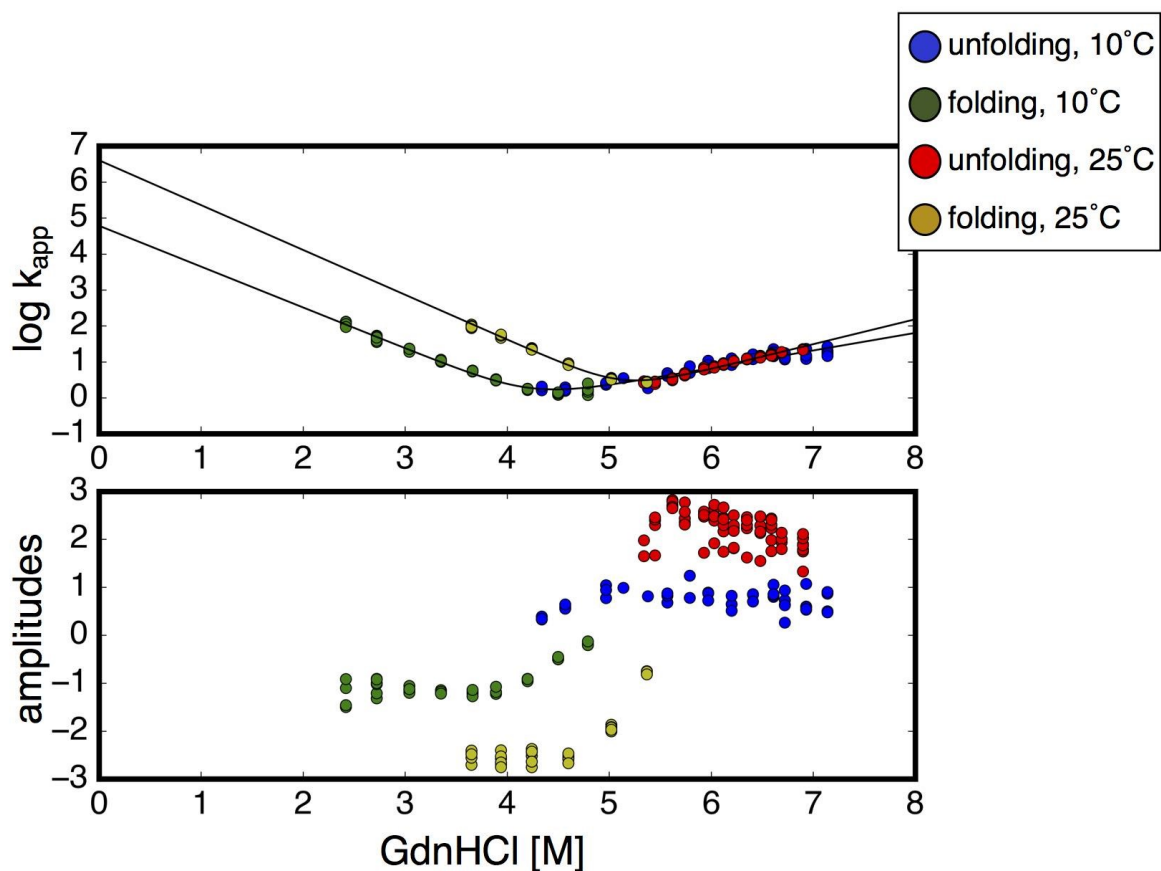 unfolding, 10˚C
folding, 10˚C
unfolding, 25˚C
folding, 25˚C
7
6
5
4
3
2
1
0
−1
log kapp
0 1 2 3 4 5 6 7 8
3
2
1
0
−1
−2
−3
amplitudes
0 1 2 3 4 5 6 7 8
GdnHCl [M]